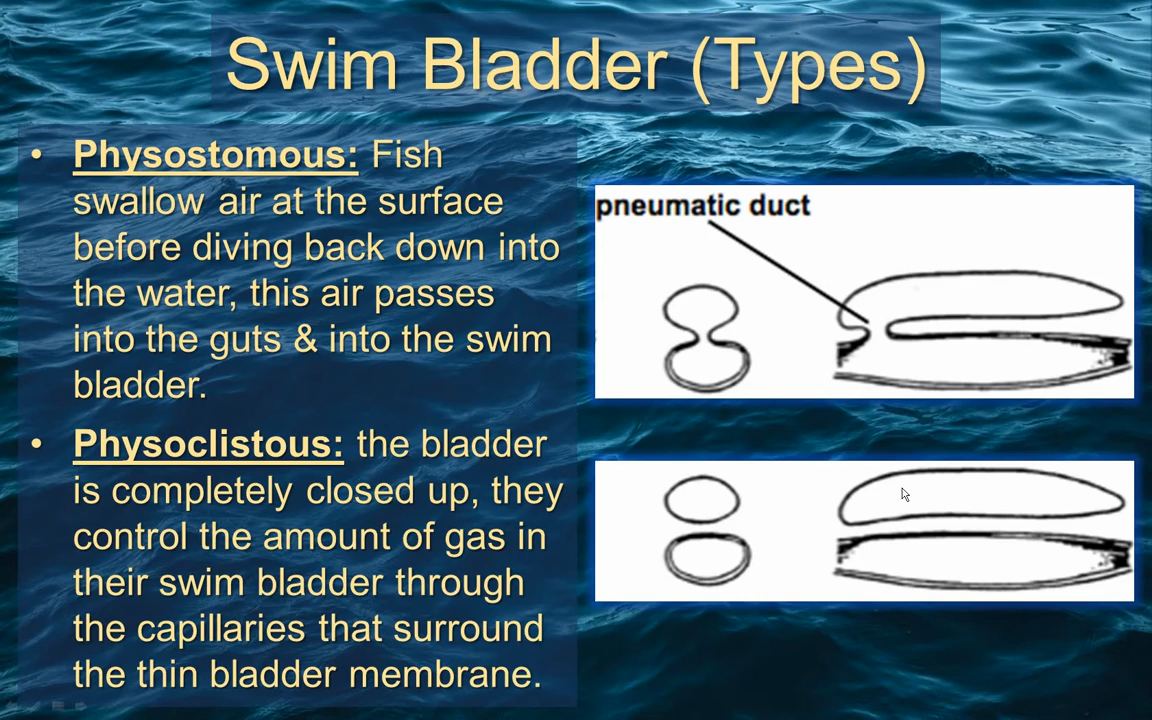 Swim Bladder (Types)
• Physostomous: Fish
swallow air at the surface
before diving back down into
the water, this air passes
into the guts & into the swim
bladder.
• Physoclistous: the bladder
is completely closed up, they
control the amount of gas in
their swim bladder through
the capillaries that surround
the thin bladder membrane.
pneumatic duct